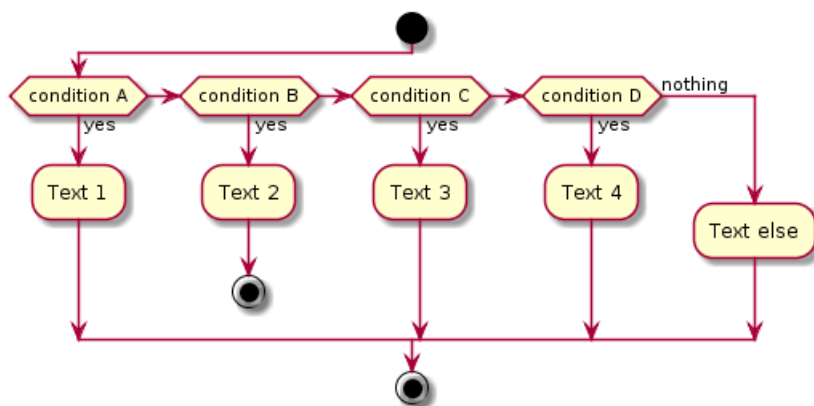 condition A
condition B
condition C
condition D
nothing
yes
yes
yes
yes
Text 1
Text 2
Text 3
Text 4
Text else